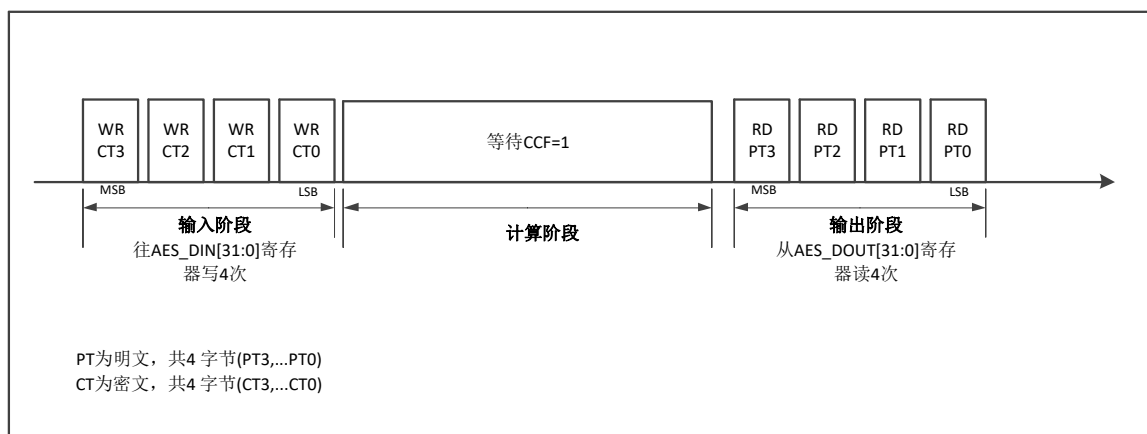 WR CT3
WR CT2
WR CT1
WR CT0
等待CCF=1
RD PT3
RD PT2
RD PT1
RD PT0
MSB
LSB
MSB
LSB
输入阶段
往AES_DIN[31:0]寄存
器写4次
计算阶段
输出阶段
从AES_DOUT[31:0]寄存
器读4次
PT为明文，共4 字节(PT3,...PT0)
CT为密文，共4 字节(CT3,...CT0)